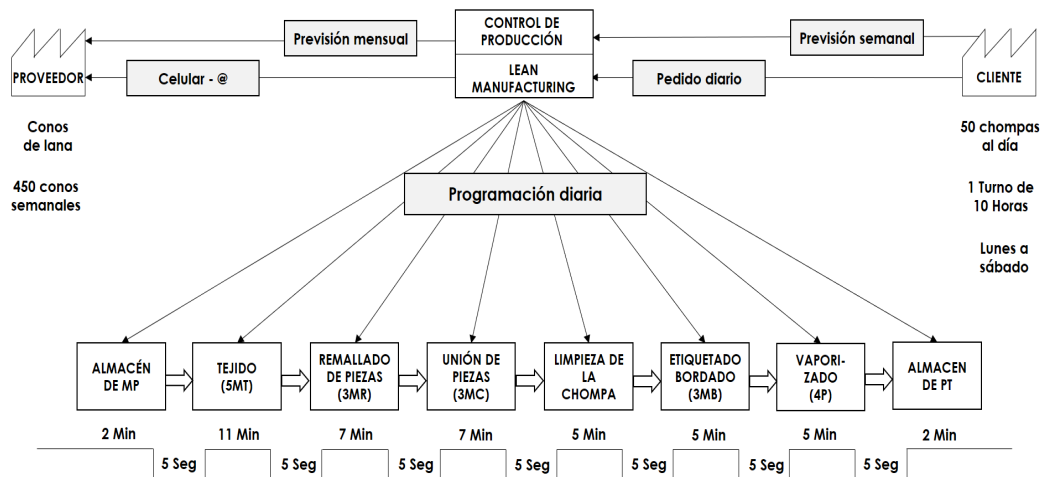 CONTROL DE
PRODUCCIÓN
Previsión mensual
Previsión semanal
PROVEEDOR
Celular - @
LEAN
MANUFACTURING
Pedido diario
CLIENTE
Conos
de lana
450 conos
semanales
50 chompas
al día
1 Turno de
10 Horas
Lunes a
sábado
Programación diaria
ALMACÉN
DE MP
TEJIDO
(5MT)
REMALLADO
DE PIEZAS
(3MR)
UNIÓN DE
PIEZAS
(3MC)
LIMPIEZA DE
LA
CHOMPA
ETIQUETADO
BORDADO
(3MB)
VAPORI-
ZADO
(4P)
ALMACEN
DE PT
2 Min
11 Min
7 Min
7 Min
5 Min
5 Min
5 Min
2 Min
5 Seg
5 Seg
5 Seg
5 Seg
5 Seg
5 Seg
5 Seg